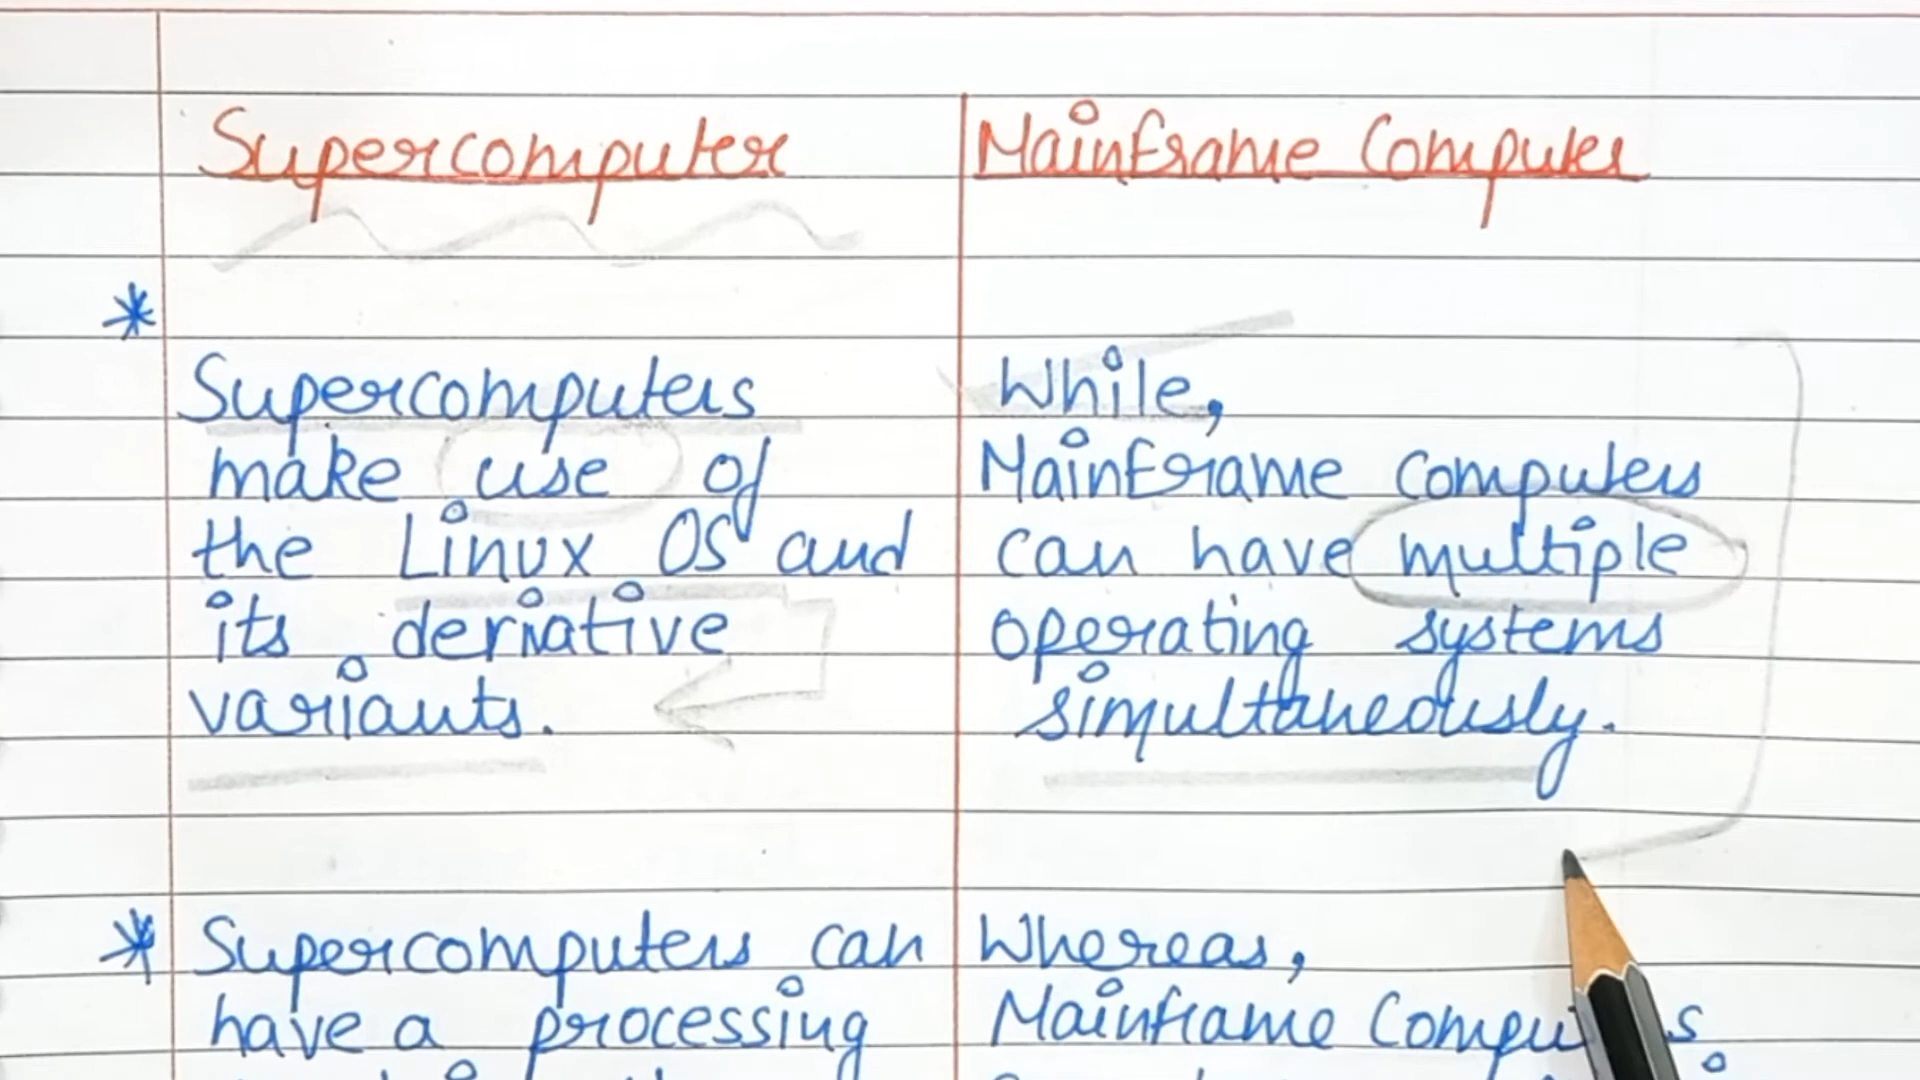 Supercomputer
Mainframe Computer
*
Supercomputers
make use of
the Linux OS and
its derivative
variants.
While,
Mainframe Computers
can have multiple
operating systems
simultaneously.
* Supercomputers can
have a processing
Whereas,
Mainframe